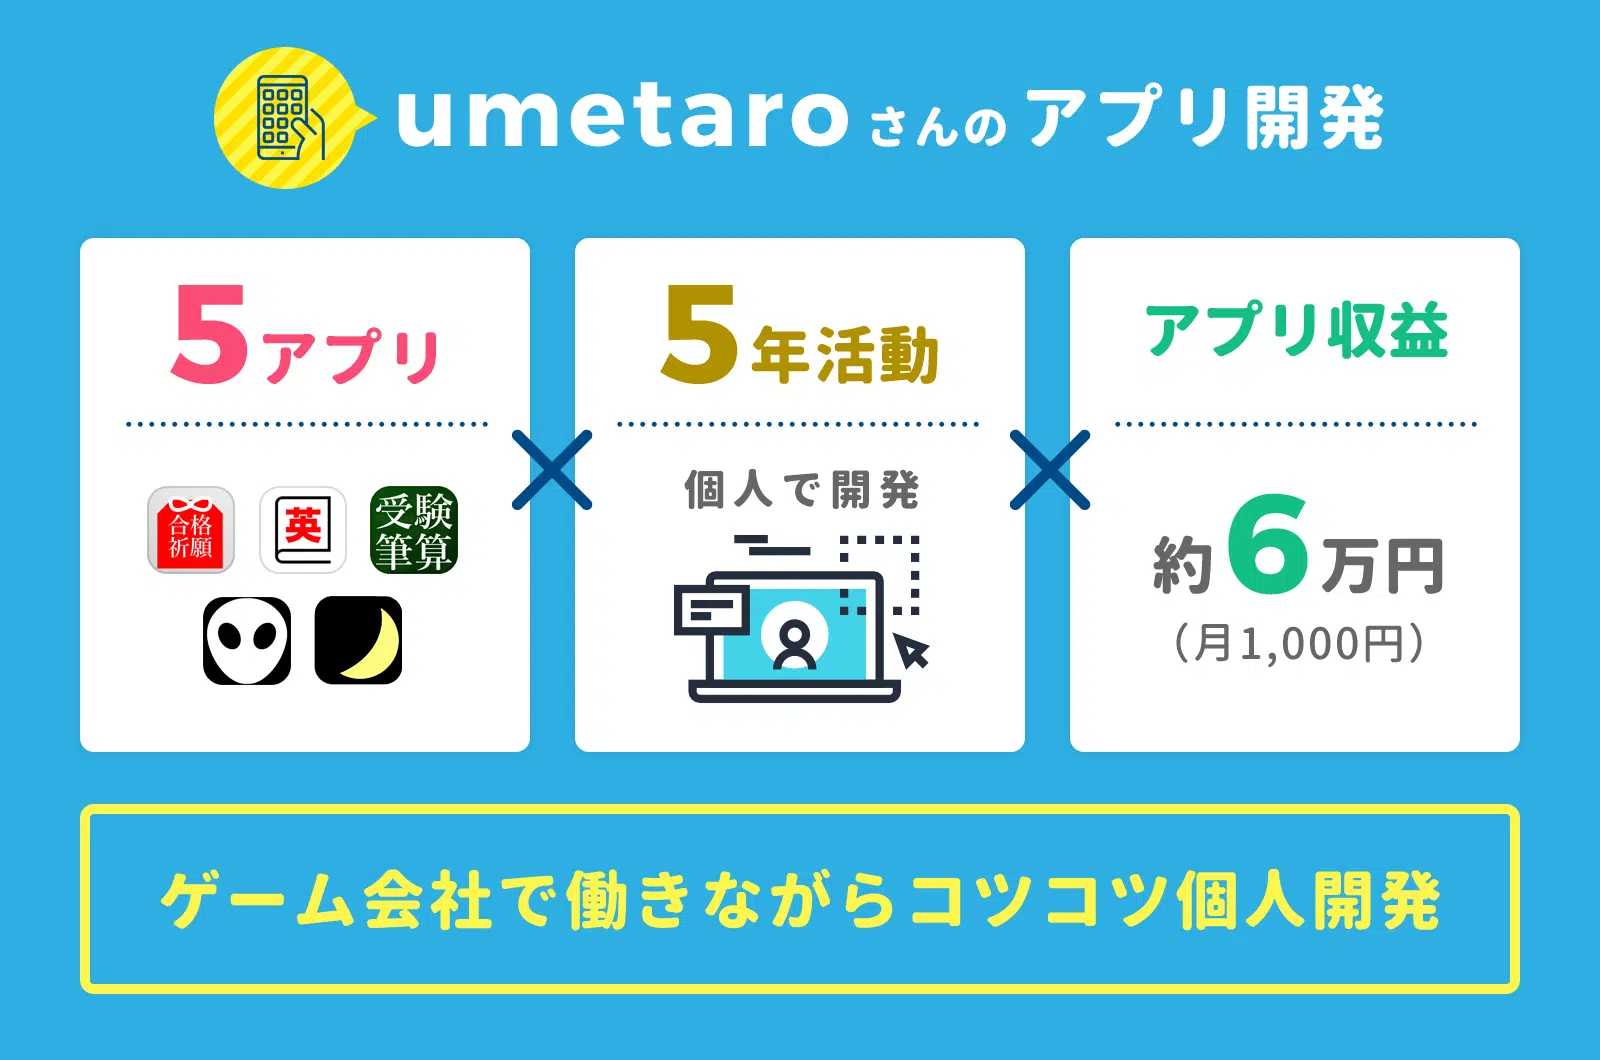 umetaroさんのアプリ開発
5アプリ
合格
祈願
英
受験
筆算
5年活動
個人で開発
アプリ収益
約6万円
（月1,000円）
ゲーム会社で働きながらコツコツ個人開発